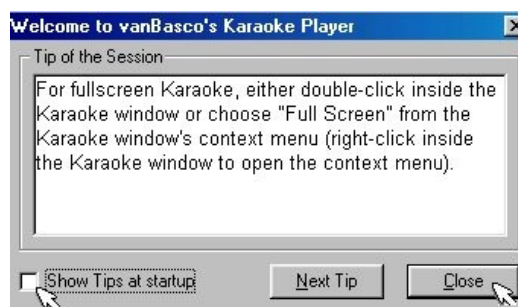 Welcome to vanBasco's Karaoke Player
Tip of the Session
For fullscreen Karaoke, either double-click inside the
Karaoke window or choose "Full Screen" from the
Karaoke window's context menu (right-click inside
the Karaoke window to open the context menu).
Show Tips at startup
Next Tip
Close